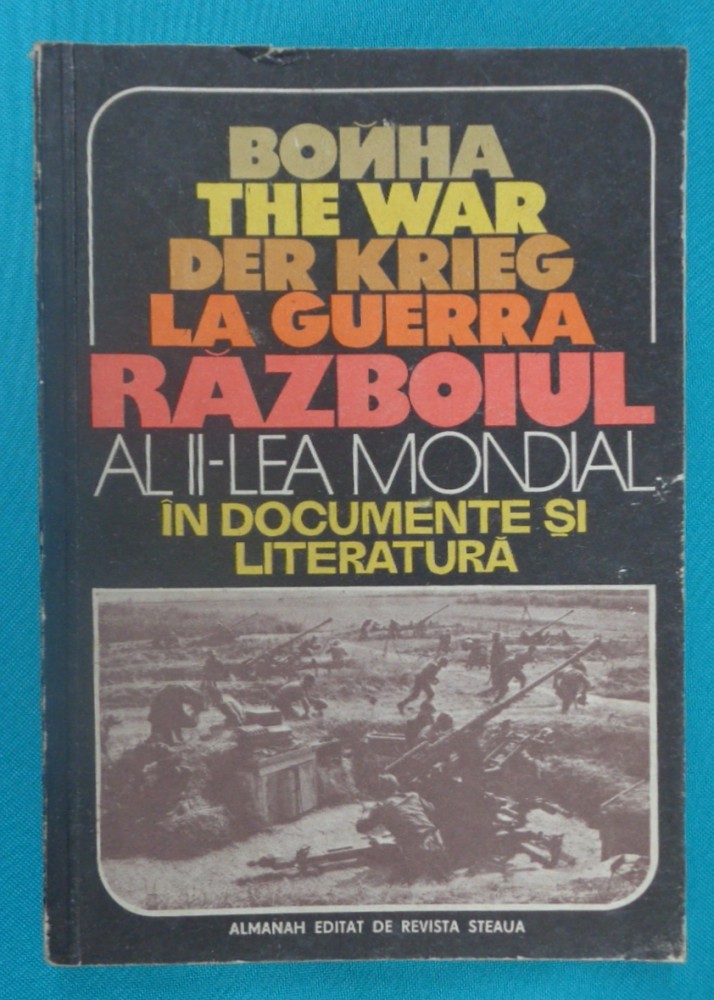 ВОЙНА
THE WAR
DER KRIEG
LA GUERRA
RĂZBOIUL
AL II-LEA MONDIAL
ÎN DOCUMENTE ȘI
LITERATURĂ
ALMANAH EDITAT DE REVISTA STEAUA